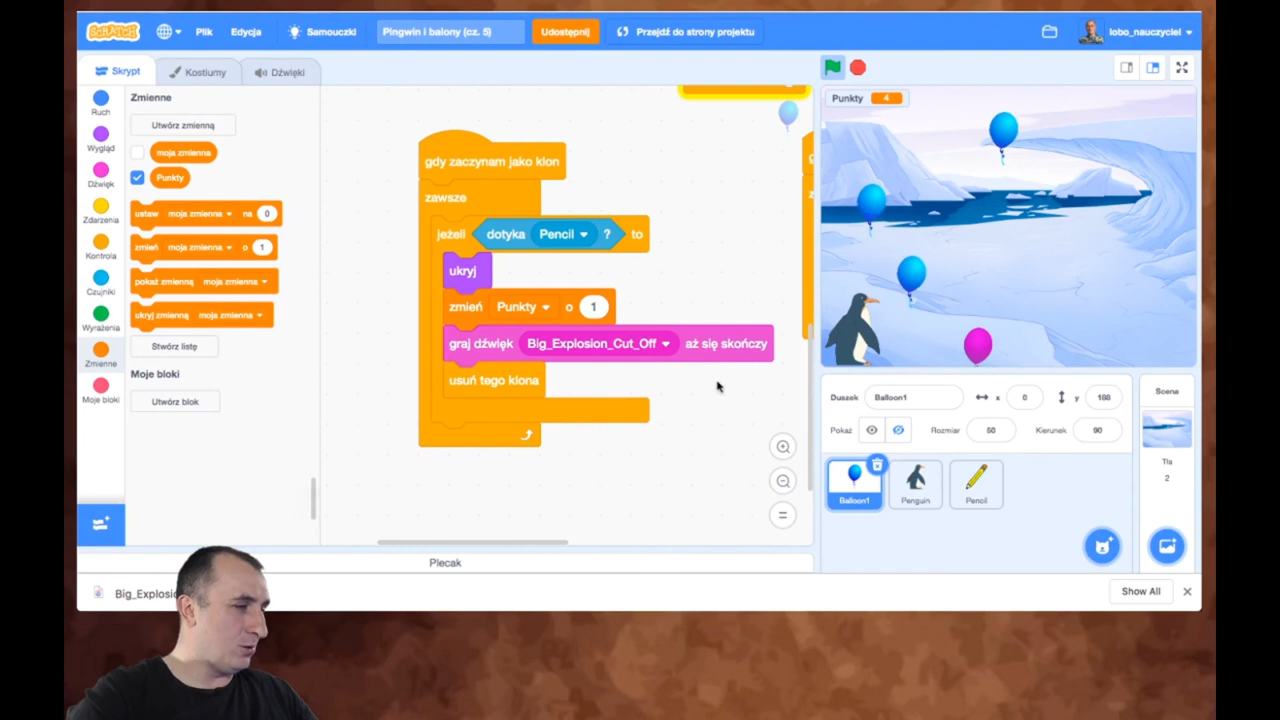 SCRATCH
Plik
Edycja
Samouczki
Pingwin i balony (cz. 5)
Udostępnij
Przejdź do strony projektu
lobo_nauczyciel
Skrypt
Kostiumy
Dźwięki
Ruch
Wygląd
Dźwięk
Zdarzenia
Kontrola
Czujniki
Wyrażenia
Zmienne
Moje bloki
Zmienne
Utwórz zmienną
moja zmienna
Punkty
ustaw moja zmienna na 0
zmień moja zmienna o 1
pokaż zmienną moja zmienna
ukryj zmienną moja zmienna
Stwórz listę
Moje bloki
Utwórz blok
gdy zaczynam jako klon
zawsze
jeżeli dotyka Pencil ? to
ukryj
zmień Punkty o 1
graj dźwięk Big_Explosion_Cut_Off aż się skończy
usuń tego klona
Punkty 4
Duszek Balloon1 x 0 y 168
Pokaż Rozmiar 50 Kierunek 90
Balloon1
Penguin
Pencil
Scena
Tła
2
Plecak
Big_Explosio
Show All